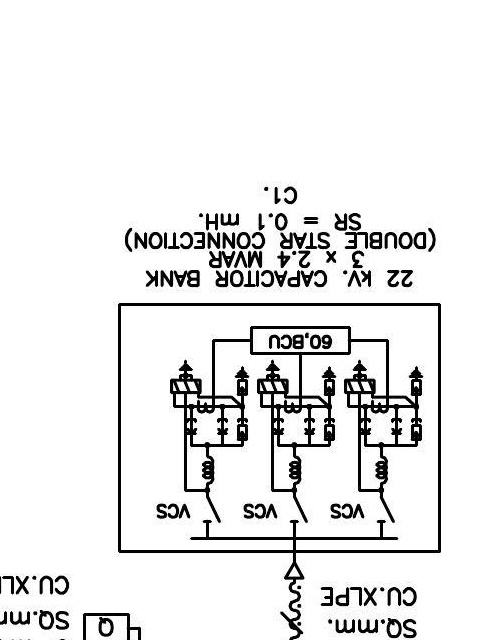 SQ.mm.
CU.XLPE
Q
SQ.mm
CU.XL
VCS
VCS
VCS
60,BCU
22 kV. CAPACITOR BANK
3 x 2.4 MVAR
(DOUBLE STAR CONNECTION)
SR = 0.1 mH.
C1.